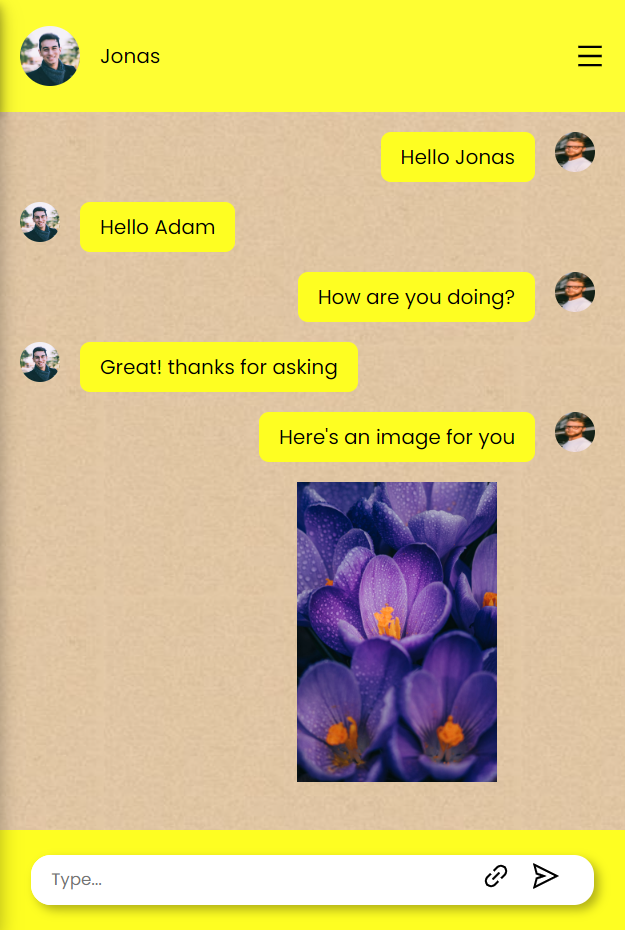 Jonas
Hello Jonas
Hello Adam
How are you doing?
Great! thanks for asking
Here's an image for you
Type...